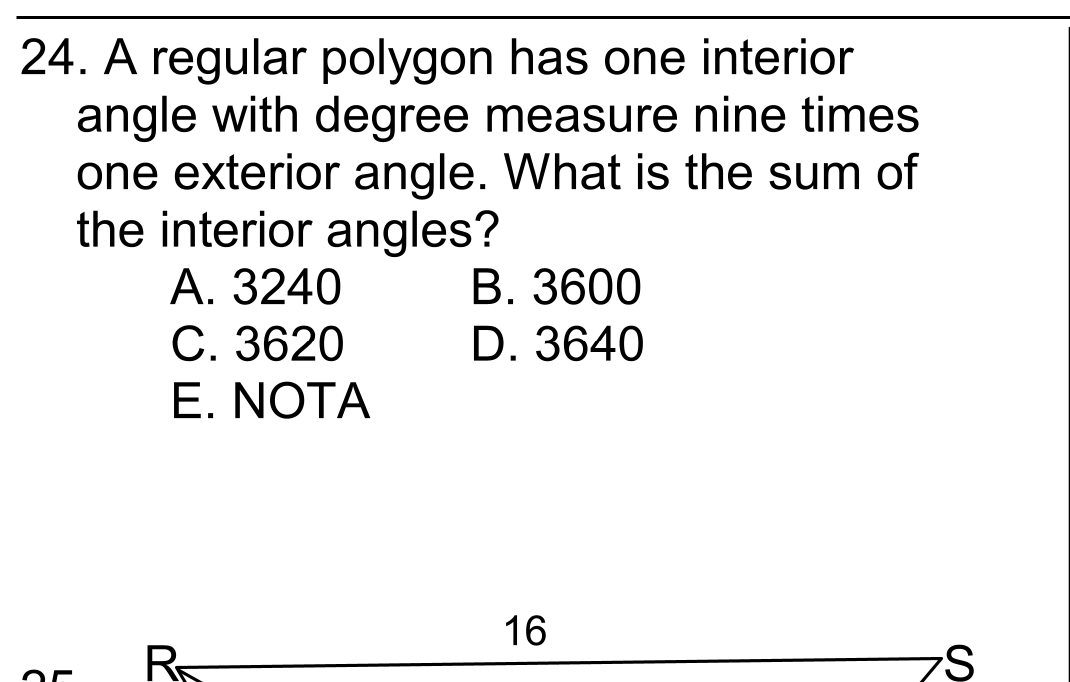 24. A regular polygon has one interior
angle with degree measure nine times
one exterior angle. What is the sum of
the interior angles?
A. 3240 B. 3600
C. 3620 D. 3640
E. NOTA
16
R S